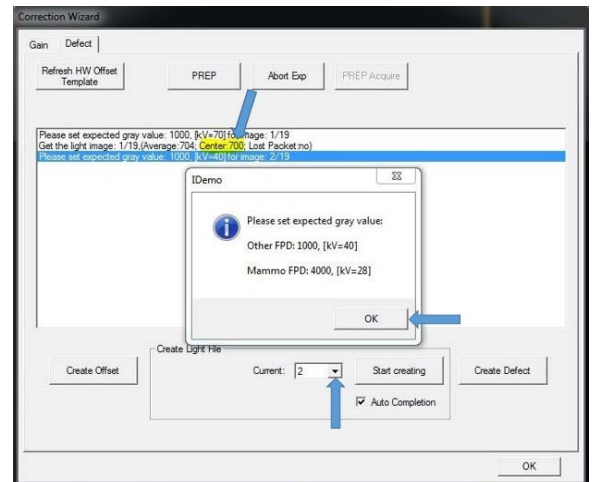 Correction Wizard
Gain Defect
Refresh HW Offset
Template
PREP
Abort Exp
PREP Acquire
Please set expected gray value: 1000, [kV=70] for image: 1/19
Get the light image: 1/19,(Average:704; Center:700; Lost Packet:no)
Please set expected gray value: 1000, [kV=40] for image: 2/19
IDemo
Please set expected gray value:
Other FPD: 1000, [kV=40]
Mammo FPD: 4000, [kV=28]
OK
Create Light File
Create Offset
Current: 2
Start creating
Create Defect
Auto Completion
OK